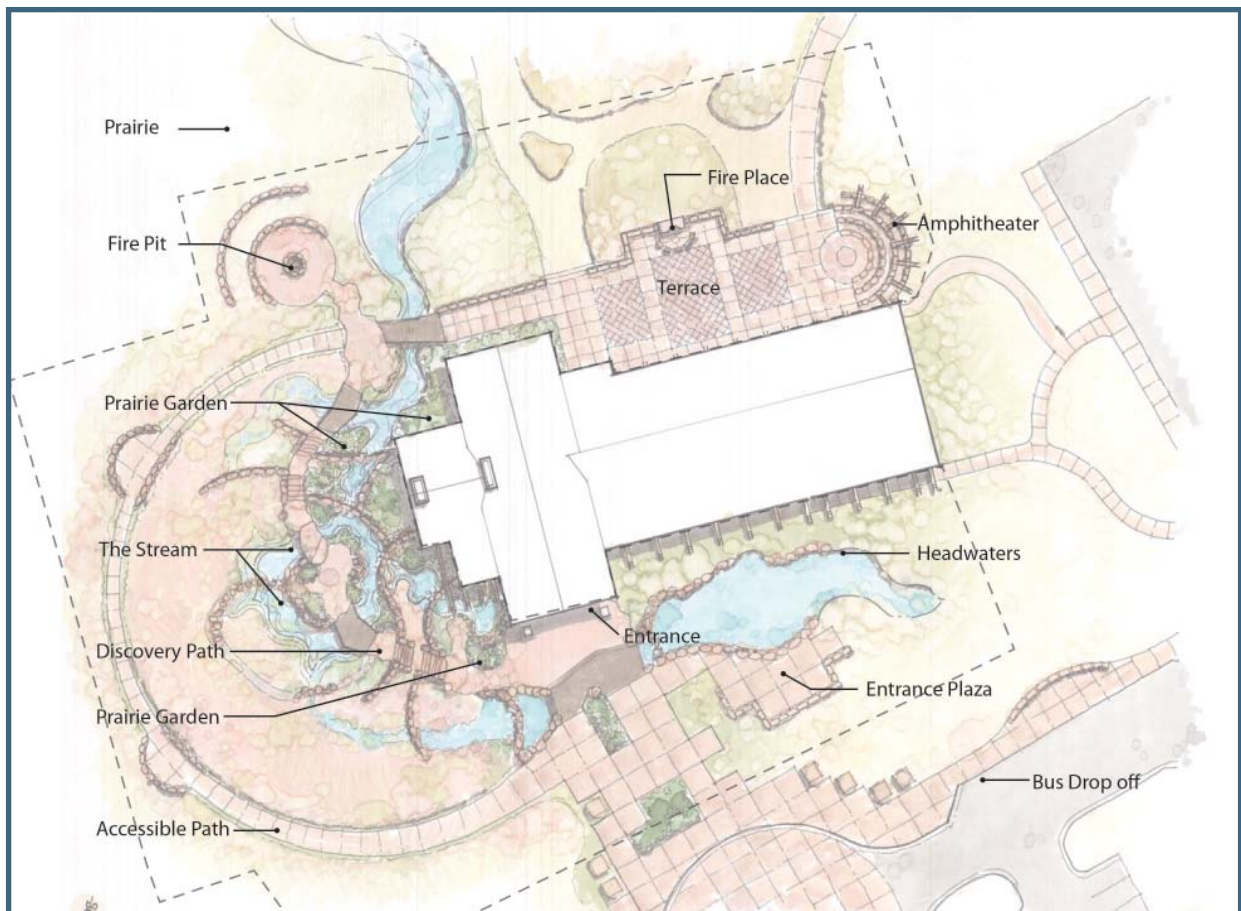 Prairie
Fire Place
Fire Pit
Amphitheater
Terrace
Prairie Garden
The Stream
Headwaters
Discovery Path
Entrance
Entrance Plaza
Prairie Garden
Bus Drop off
Accessible Path